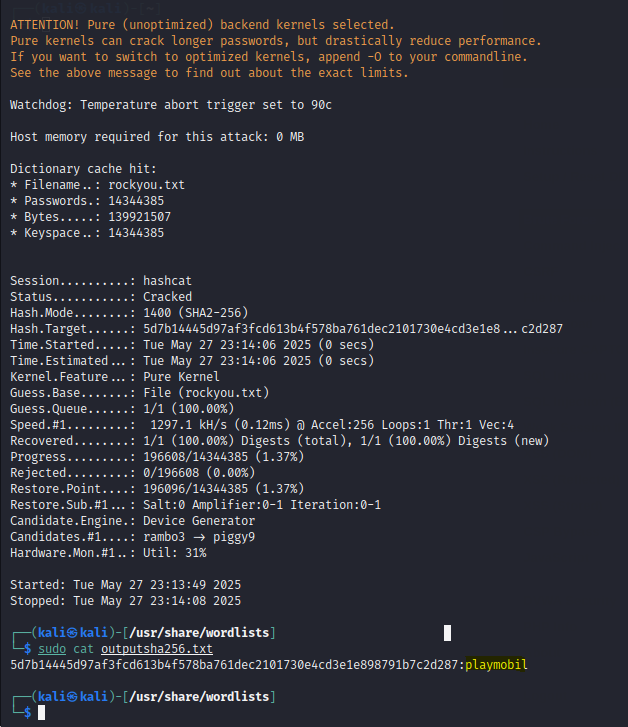 ATTENTION! Pure (unoptimized) backend kernels selected.
Pure kernels can crack longer passwords, but drastically reduce performance.
If you want to switch to optimized kernels, append -O to your commandline.
See the above message to find out about the exact limits.
Watchdog: Temperature abort trigger set to 90c
Host memory required for this attack: 0 MB
Dictionary cache hit:
* Filename..: rockyou.txt
* Passwords.: 14344385
* Bytes.....: 139921507
* Keyspace..: 14344385
Session..........: hashcat
Status...........: Cracked
Hash.Mode........: 1400 (SHA2-256)
Hash.Target......: 5d7b14445d97af3fcd613b4f578ba761dec2101730e4cd3e1e8...c2d287
Time.Started.....: Tue May 27 23:14:06 2025 (0 secs)
Time.Estimated...: Tue May 27 23:14:06 2025 (0 secs)
Kernel.Feature...: Pure Kernel
Guess.Base.......: File (rockyou.txt)
Guess.Queue......: 1/1 (100.00%)
Speed.#1.........:  1297.1 kH/s (0.12ms) @ Accel:256 Loops:1 Thr:1 Vec:4
Recovered........: 1/1 (100.00%) Digests (total), 1/1 (100.00%) Digests (new)
Progress.........: 196608/14344385 (1.37%)
Rejected.........: 0/196608 (0.00%)
Restore.Point....: 196096/14344385 (1.37%)
Restore.Sub.#1...: Salt:0 Amplifier:0-1 Iteration:0-1
Candidate.Engine.: Device Generator
Candidates.#1....: rambo3 -> piggy9
Hardware.Mon.#1..: Util: 31%
Started: Tue May 27 23:13:49 2025
Stopped: Tue May 27 23:14:08 2025
┌──(kali㉿kali)-[/usr/share/wordlists]
└─$ sudo cat outputsha256.txt
5d7b14445d97af3fcd613b4f578ba761dec2101730e4cd3e1e898791b7c2d287:playmobil
┌──(kali㉿kali)-[/usr/share/wordlists]
└─$